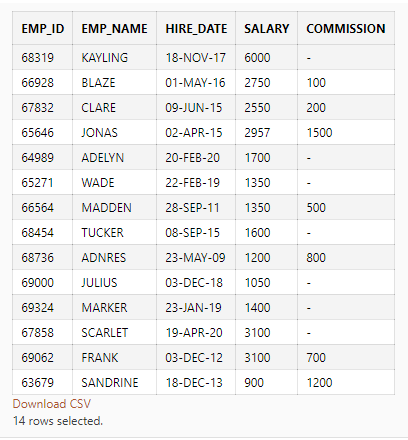 EMP_ID EMP_NAME HIRE_DATE SALARY COMMISSION
68319 KAYLING 18-NOV-17 6000 -
66928 BLAZE 01-MAY-16 2750 100
67832 CLARE 09-JUN-15 2550 200
65646 JONAS 02-APR-15 2957 1500
64989 ADELYN 20-FEB-20 1700 -
65271 WADE 22-FEB-19 1350 -
66564 MADDEN 28-SEP-11 1350 500
68454 TUCKER 08-SEP-15 1600 -
68736 ADNRES 23-MAY-09 1200 800
69000 JULIUS 03-DEC-18 1050 -
69324 MARKER 23-JAN-19 1400 -
67858 SCARLET 19-APR-20 3100 -
69062 FRANK 03-DEC-12 3100 700
63679 SANDRINE 18-DEC-13 900 1200
Download CSV
14 rows selected.